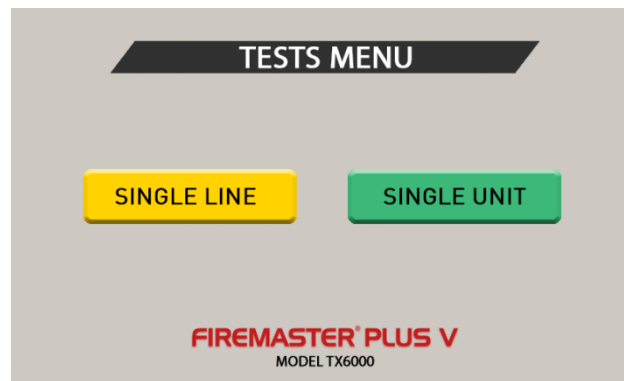 TESTS MENU
SINGLE LINE
SINGLE UNIT
FIREMASTER® PLUS V
MODEL TX6000